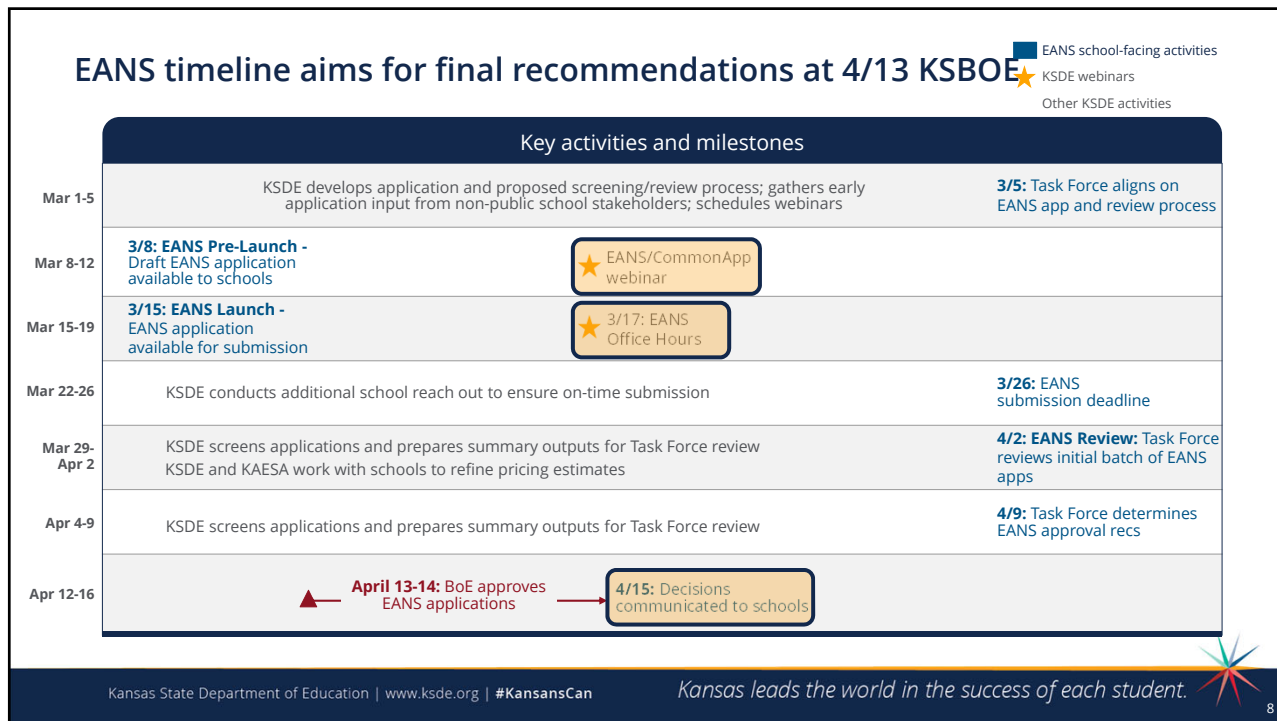 EANS timeline aims for final recommendations at 4/13 KSBOE
EANS school-facing activities
KSDE webinars
Other KSDE activities
Key activities and milestones
Mar 1-5
KSDE develops application and proposed screening/review process; gathers early
application input from non-public school stakeholders; schedules webinars
3/5: Task Force aligns on
EANS app and review process
Mar 8-12
3/8: EANS Pre-Launch -
Draft EANS application
available to schools
EANS/CommonApp
webinar
Mar 15-19
3/15: EANS Launch -
EANS application
available for submission
3/17: EANS
Office Hours
Mar 22-26
KSDE conducts additional school reach out to ensure on-time submission
3/26: EANS
submission deadline
Mar 29-
Apr 2
KSDE screens applications and prepares summary outputs for Task Force review
KSDE and KAESA work with schools to refine pricing estimates
4/2: EANS Review: Task Force
reviews initial batch of EANS
apps
Apr 4-9
KSDE screens applications and prepares summary outputs for Task Force review
4/9: Task Force determines
EANS approval recs
Apr 12-16
April 13-14: BoE approves
EANS applications
4/15: Decisions
communicated to schools
Kansas State Department of Education | www.ksde.org | #KansansCan
Kansas leads the world in the success of each student.
8